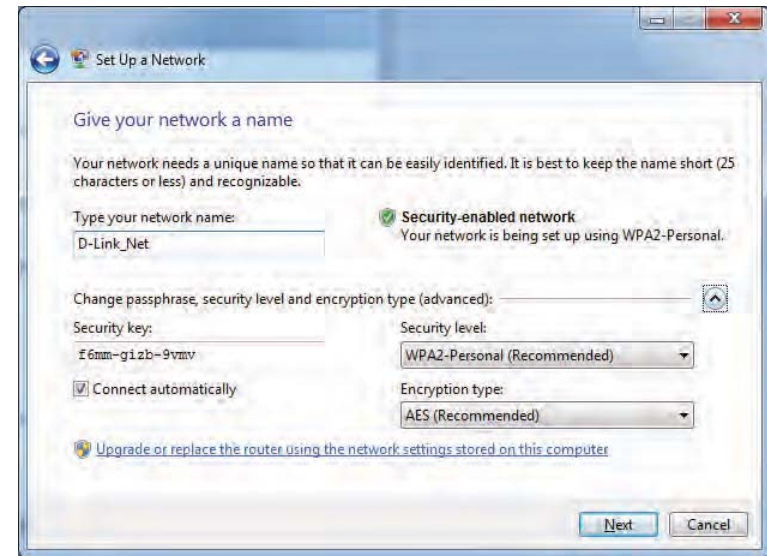 Set Up a Network
Give your network a name
Your network needs a unique name so that it can be easily identified. It is best to keep the name short (25
characters or less) and recognizable.
Type your network name:
D-Link_Net
Security-enabled network
Your network is being set up using WPA2-Personal.
Change passphrase, security level and encryption type (advanced):
Security key:
f6mm-gizb-9vmv
Security level:
WPA2-Personal (Recommended)
Connect automatically
Encryption type:
AES (Recommended)
Upgrade or replace the router using the network settings stored on this computer
Next
Cancel